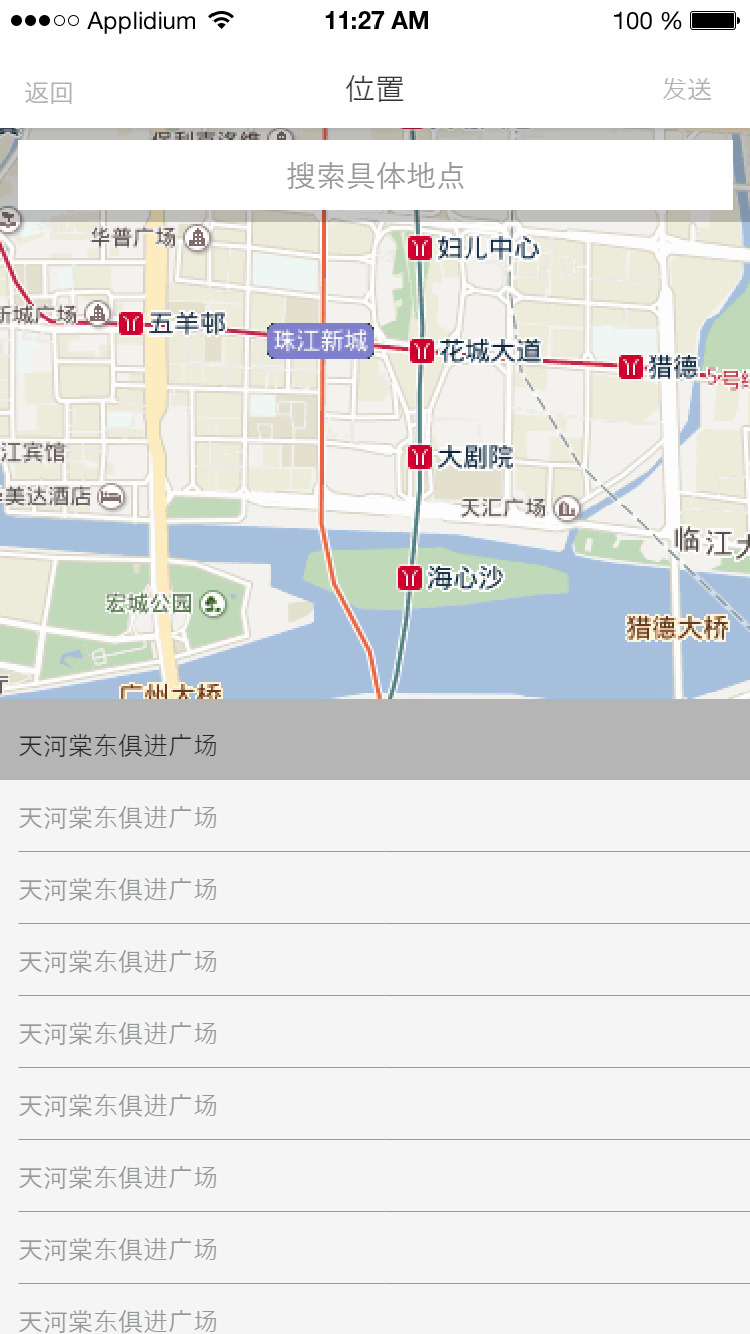 Applidium 11:27 AM 100 %
返回 位置 发送
搜索具体地点
华普广场 妇儿中心
新城广场 五羊邨 珠江新城 花城大道 猎德 5号线
江宾馆 大剧院
美达酒店 天汇广场
临江大
宏城公园 海心沙
猎德大桥
广州大桥
天河棠东俱进广场
天河棠东俱进广场
天河棠东俱进广场
天河棠东俱进广场
天河棠东俱进广场
天河棠东俱进广场
天河棠东俱进广场
天河棠东俱进广场
天河棠东俱进广场